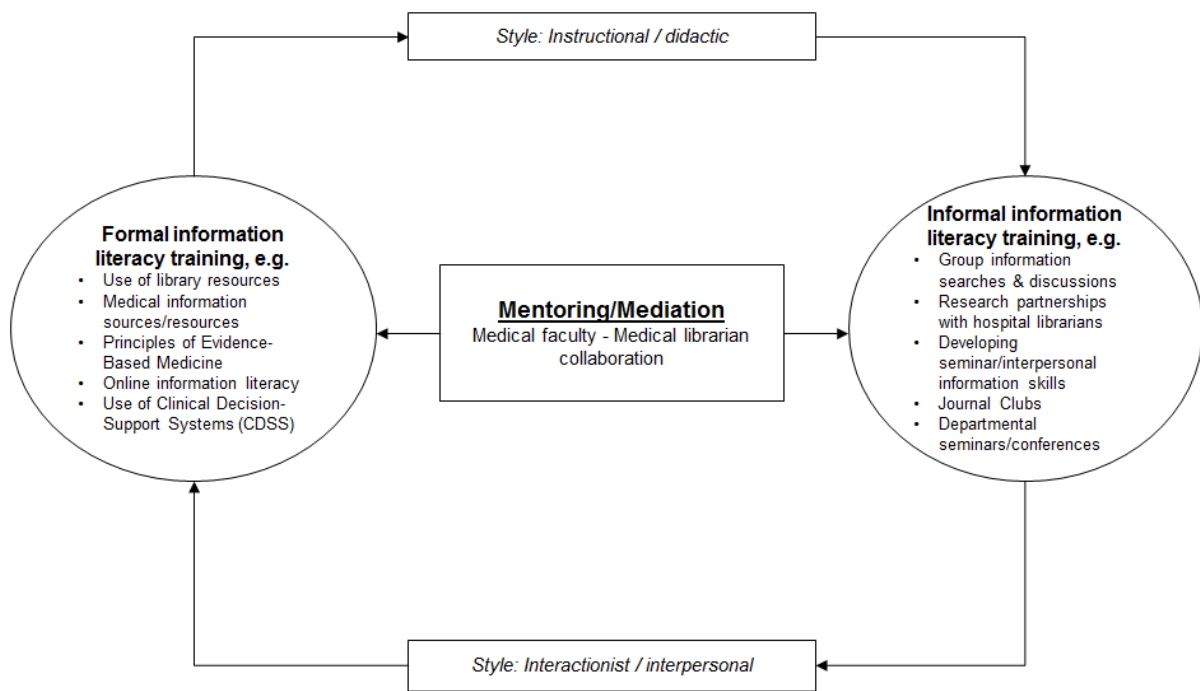 Style: Instructional / didactic
Formal information
literacy training, e.g.
• Use of library resources
• Medical information
sources/resources
• Principles of Evidence-
Based Medicine
• Online information literacy
• Use of Clinical Decision-
Support Systems (CDSS)
Mentoring/Mediation
Medical faculty - Medical librarian
collaboration
Informal information
literacy training, e.g.
• Group information
searches & discussions
• Research partnerships
with hospital librarians
• Developing
seminar/interpersonal
information skills
• Journal Clubs
• Departmental
seminars/conferences
Style: Interactionist / interpersonal